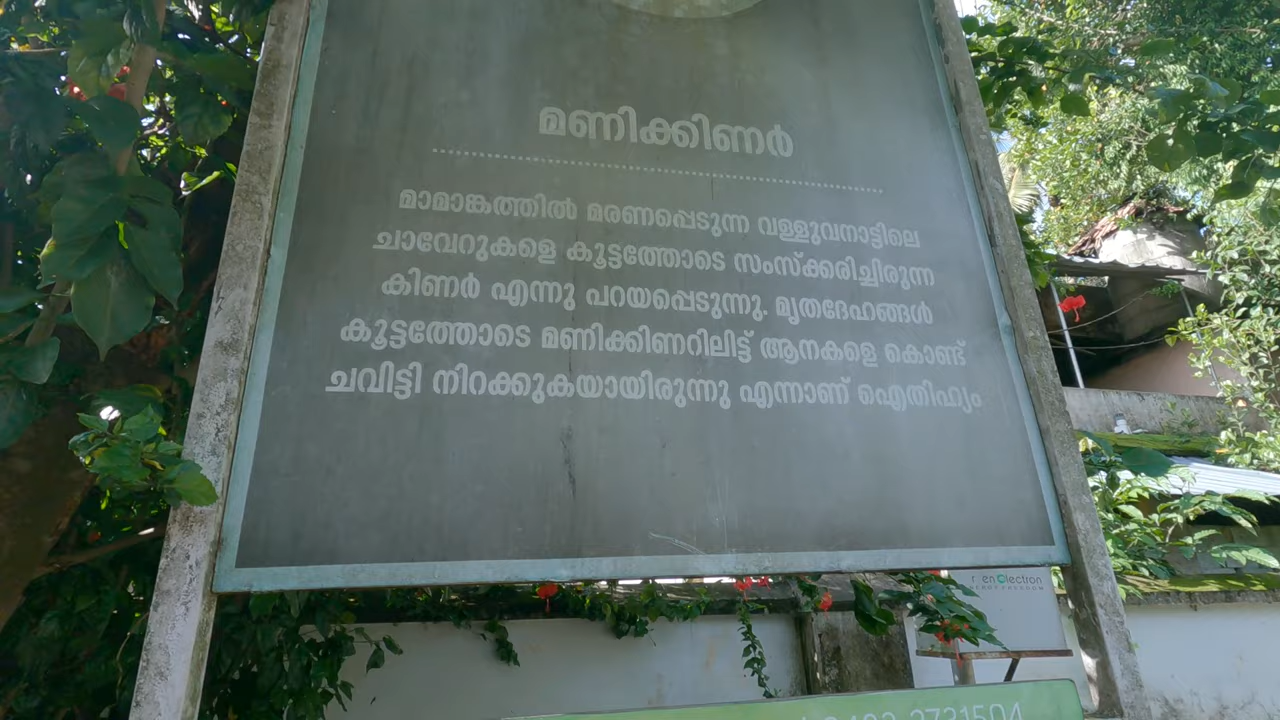 മണിക്കിണർ
മാമാങ്കത്തിൽ മരണപ്പെടുന്ന വള്ളുവനാട്ടിലെ
ചാവേറുകളെ കൂട്ടത്തോടെ സംസ്ക്കരിച്ചിരുന്ന
കിണർ എന്നു പറയപ്പെടുന്നു. മൃതദേഹങ്ങൾ
കൂട്ടത്തോടെ മണിക്കിണറിലിട്ട് ആനകളെ കൊണ്ട്
ചവിട്ടി നിറക്കുകയായിരുന്നു എന്നാണ് ഐതിഹ്യം